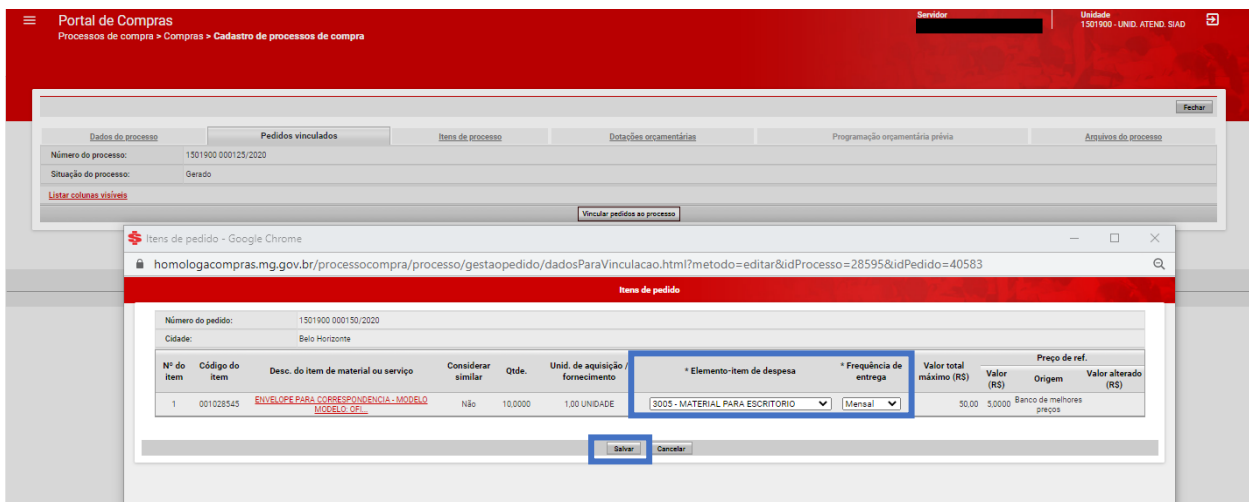 Portal de Compras
Processos de compra > Compras > Cadastro de processos de compra
Servidor
Unidade
1501900 - UNID. ATEND. SIAD
Fechar
Dados do processo Pedidos vinculados Itens de processo Dotações orçamentárias Programação orçamentária prévia Arquivos do processo
Número do processo: 1501900 000125/2020
Situação do processo: Gerado
Listar colunas visíveis
Vincular pedidos ao processo
Itens de pedido - Google Chrome
homologacompras.mg.gov.br/processocompra/processo/gestaopedido/dadosParaVinculacao.html?metodo=editar&idProcesso=28595&idPedido=40583
Itens de pedido
Número do pedido: 1501900 000150/2020
Cidade: Belo Horizonte
Nº do item Código do item Desc. do item de material ou serviço Considerar similar Qtde. Unid. de aquisição / fornecimento * Elemento-item de despesa * Frequência de entrega Valor total máximo (R$) Preço de ref. Valor (R$) Origem Valor alterado (R$)
1 001028545 ENVELOPE PARA CORRESPONDENCIA - MODELO MODELO: OFI... Não 10,0000 1,00 UNIDADE 3005 - MATERIAL PARA ESCRITORIO Mensal 50,00 5,0000 Banco de melhores preços
Salvar Cancelar